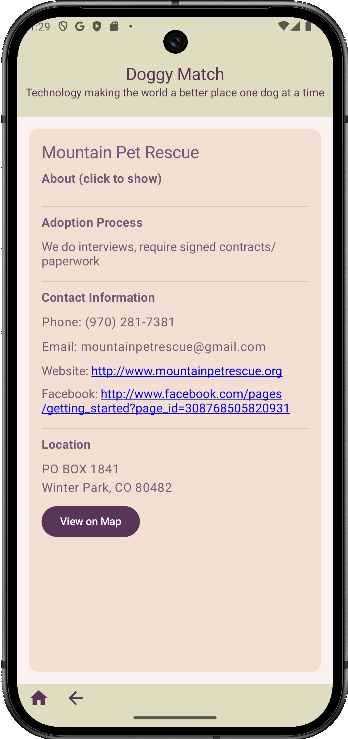 1:29
Doggy Match
Technology making the world a better place one dog at a time
Mountain Pet Rescue
About (click to show)
Adoption Process
We do interviews, require signed contracts/
paperwork
Contact Information
Phone: (970) 281-7381
Email: mountainpetrescue@gmail.com
Website: http://www.mountainpetrescue.org
Facebook: http://www.facebook.com/pages
/getting_started?page_id=308768505820931
Location
PO BOX 1841
Winter Park, CO 80482
View on Map